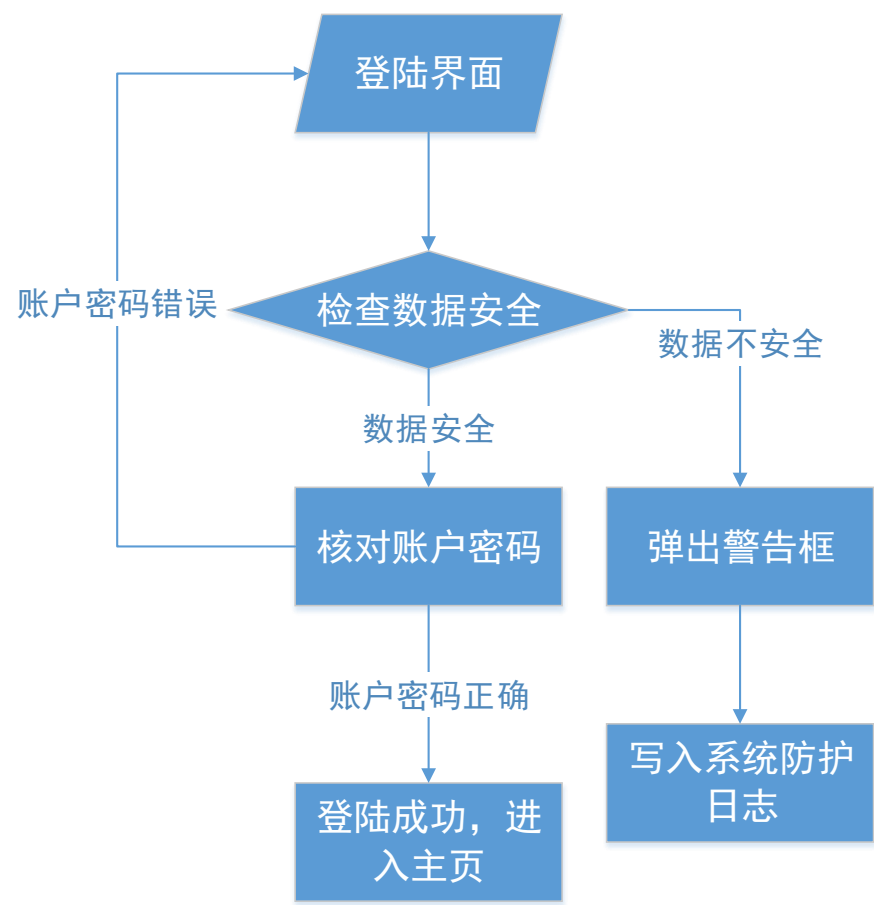 登陆界面
账户密码错误
检查数据安全
数据不安全
数据安全
核对账户密码
弹出警告框
账户密码正确
写入系统防护
日志
登陆成功，进
入主页